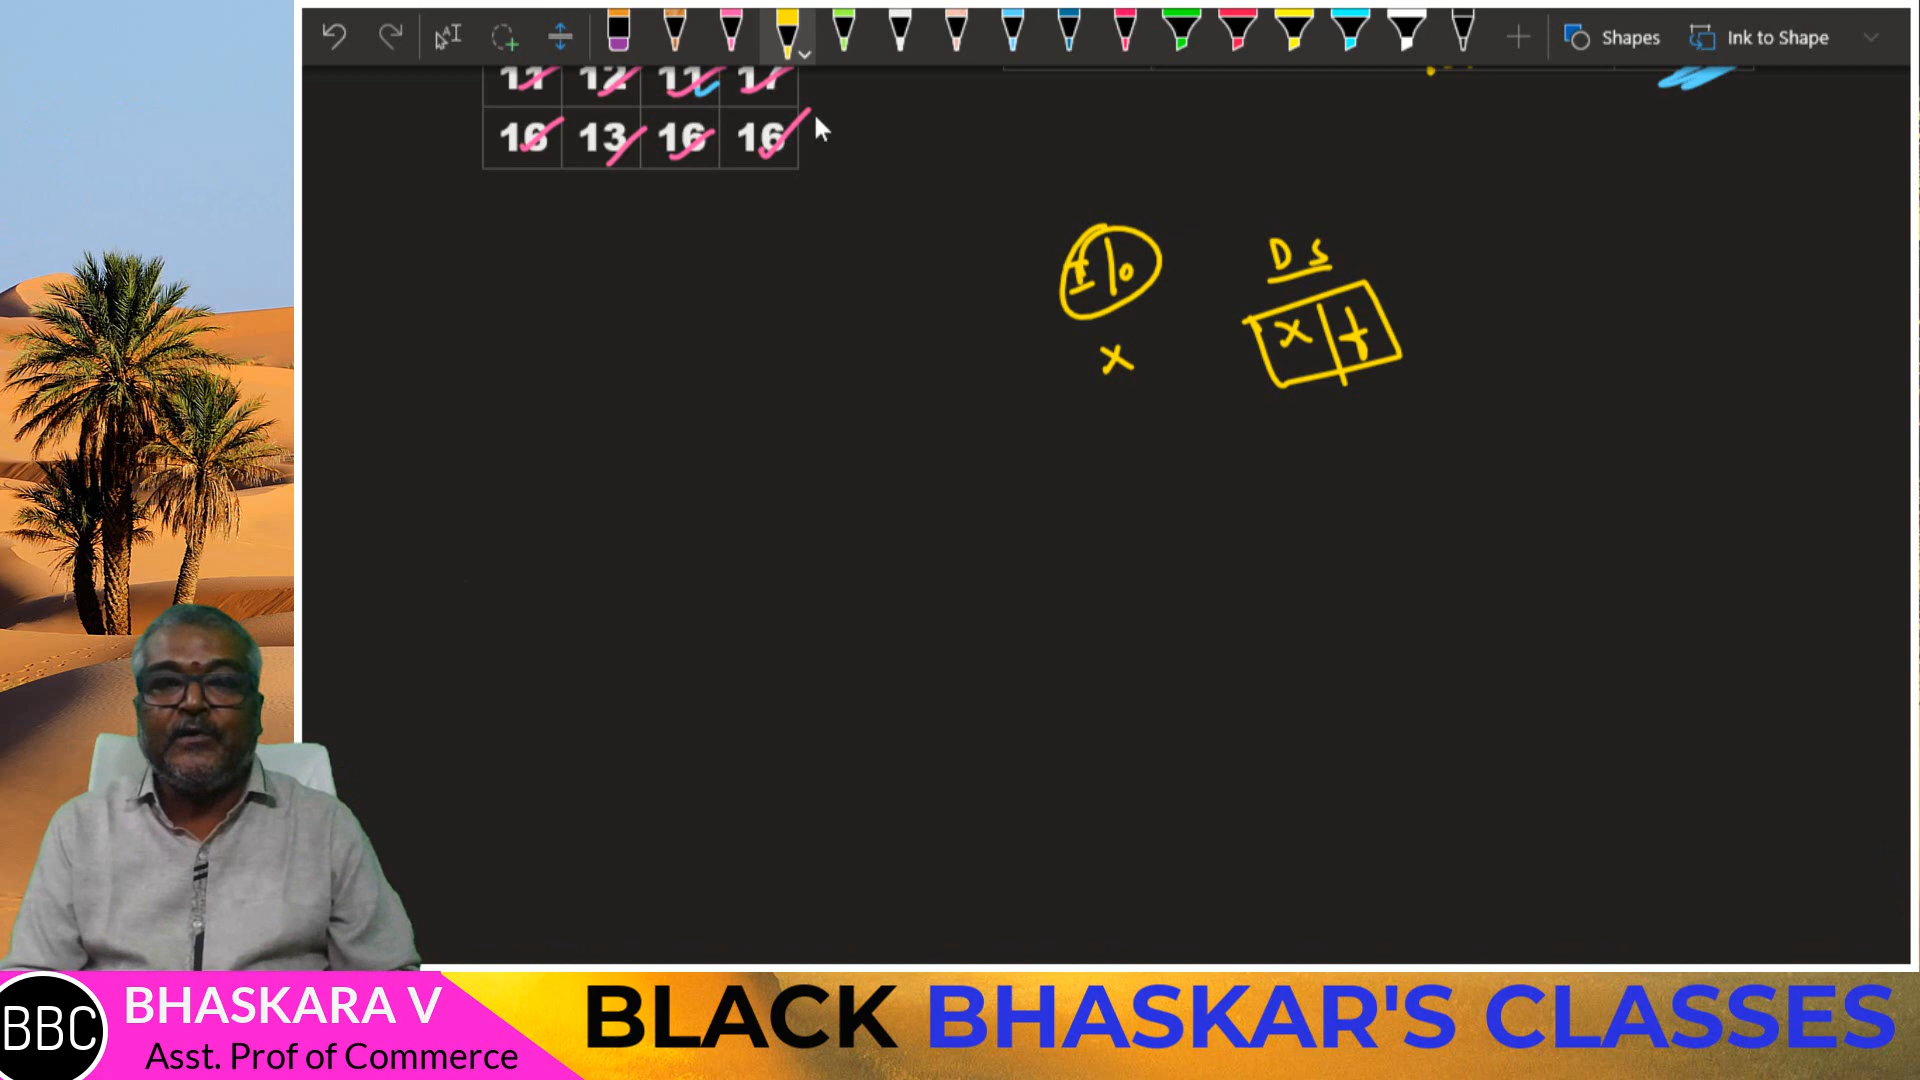 Shapes Ink to Shape
11 12 11 17
16 13 16 16
I/o D S
x x f
BBC BHASKARA V
Asst. Prof of Commerce
BLACK BHASKAR'S CLASSES